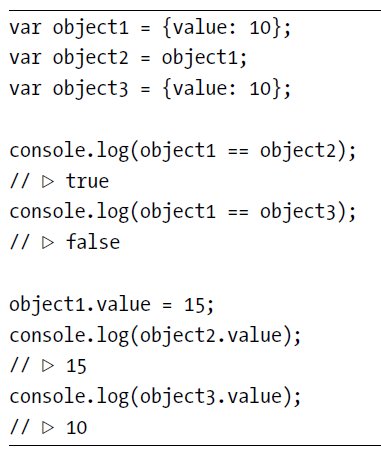 var object1 = {value: 10};
var object2 = object1;
var object3 = {value: 10};
console.log(object1 == object2);
// ▷ true
console.log(object1 == object3);
// ▷ false
object1.value = 15;
console.log(object2.value);
// ▷ 15
console.log(object3.value);
// ▷ 10